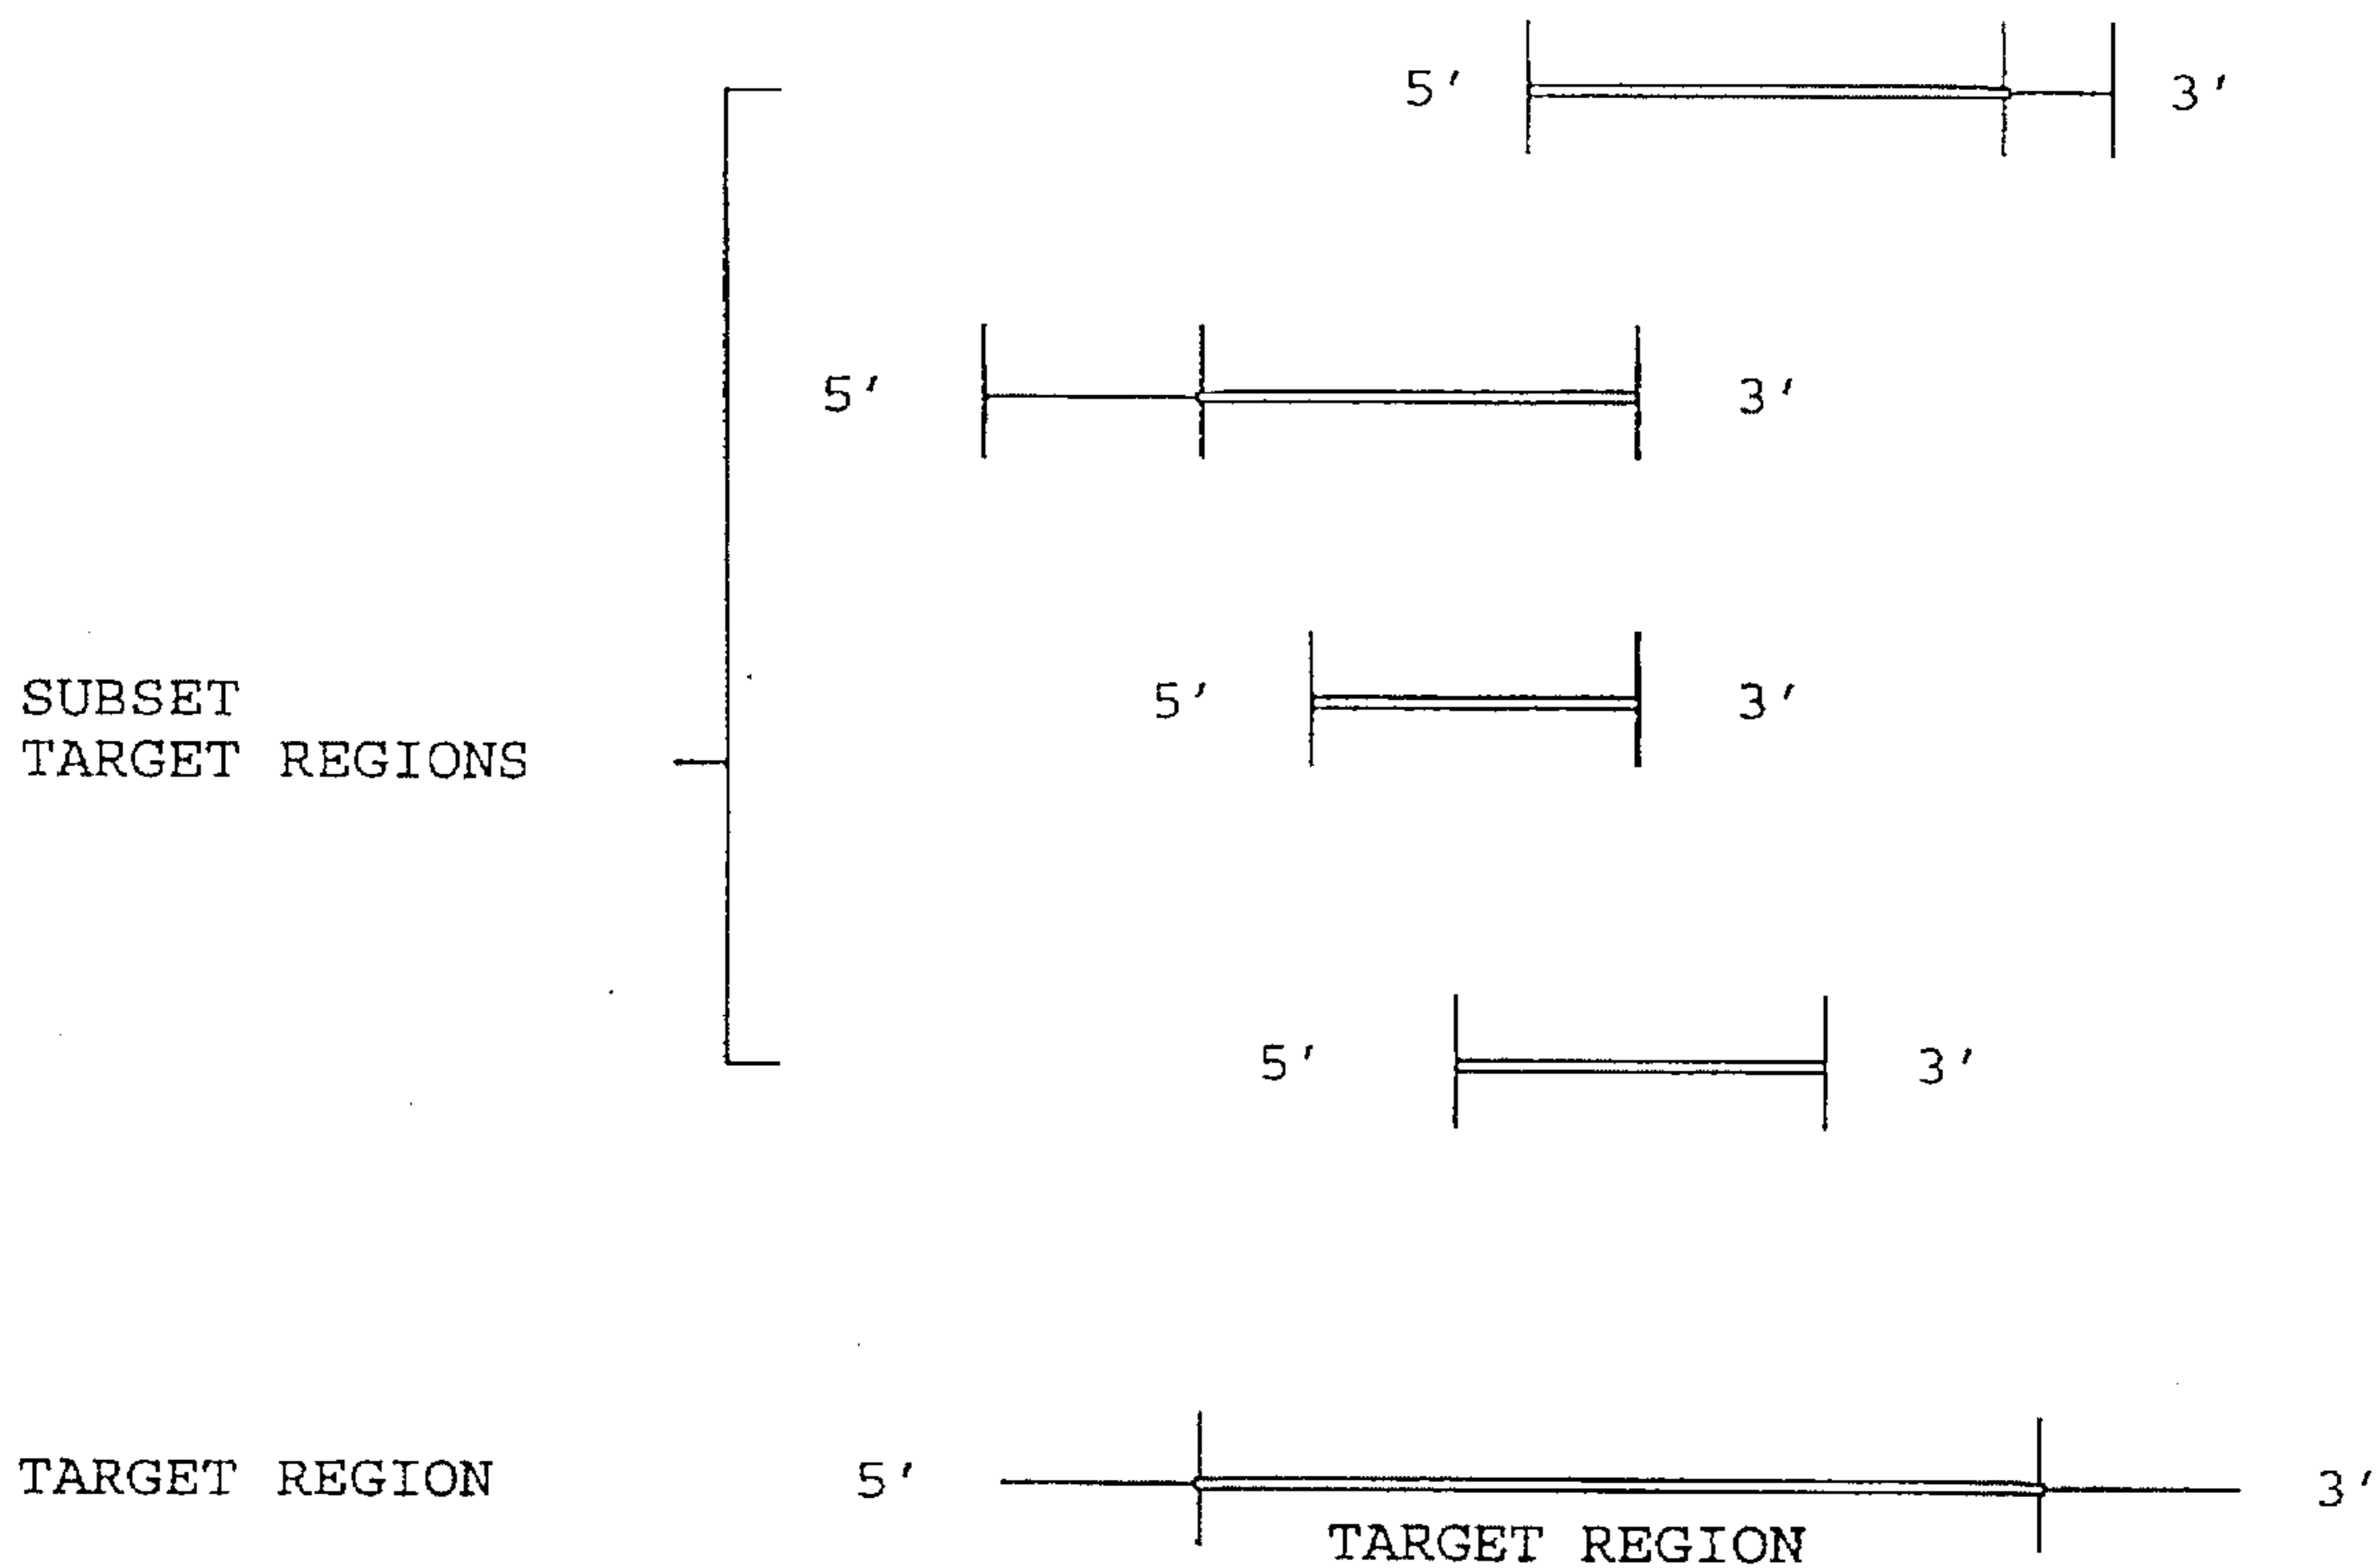 5' 3'
5' 3'
5' 3'
SUBSET
TARGET REGIONS
5' 3'
TARGET REGION 5' 3'
TARGET REGION